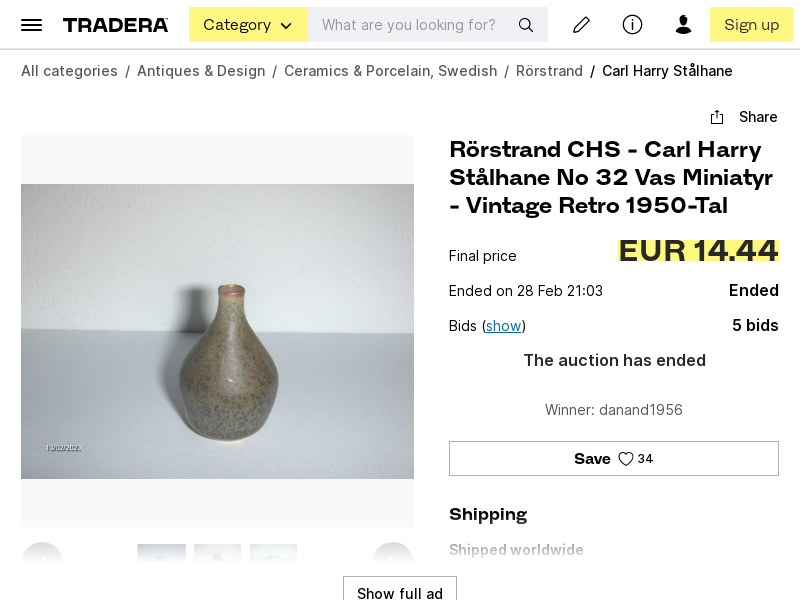 TRADERA
Category
What are you looking for?
Sign up
All categories / Antiques & Design / Ceramics & Porcelain, Swedish / Rörstrand / Carl Harry Stålhane
Share
Rörstrand CHS - Carl Harry
Stålhane No 32 Vas Miniatyr
- Vintage Retro 1950-Tal
Final price
EUR 14.44
Ended on 28 Feb 21:03
Ended
Bids (show)
5 bids
The auction has ended
Winner: danand1956
Save 34
13/02/2023
Shipping
Shipped worldwide
Show full ad